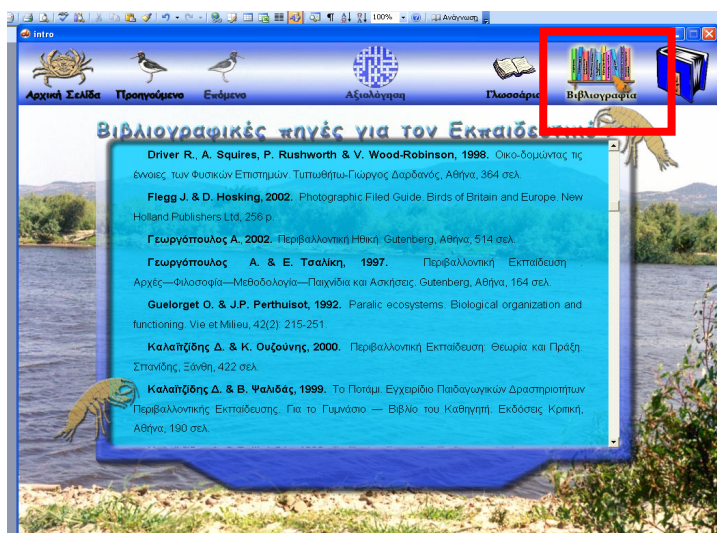 100%
Ανάγνωση
intro
Αρχική Σελίδα Προηγούμενο Επόμενο Αξιολόγηση Γλωσσάριο Βιβλιογραφία
Βιβλιογραφικές πηγές για τον Εκπαιδευτικό
Driver R., A. Squires, P. Rushworth & V. Wood-Robinson, 1998. Οικο-δομώντας τις
έννοιες των Φυσικών Επιστημών. Τυπωθήτω-Γιώργος Δαρδανός, Αθήνα, 364 σελ.
Flegg J. & D. Hosking, 2002. Photographic Filed Guide. Birds of Britain and Europe. New
Holland Publishers Ltd, 256 p.
Γεωργόπουλος Α., 2002. Περιβαλλοντική Ηθική. Gutenberg, Αθήνα, 514 σελ.
Γεωργόπουλος Α. & Ε. Τσαλίκη, 1997. Περιβαλλοντική Εκπαίδευση
Αρχές—Φιλοσοφία—Μεθοδολογία—Παιχνίδια και Ασκήσεις. Gutenberg, Αθήνα, 164 σελ.
Guelorget O. & J.P. Perthuisot, 1992. Paralic ecosystems. Biological organization and
functioning. Vie et Milieu, 42(2): 215-251.
Καλαϊτζίδης Δ. & Κ. Ουζούνης, 2000. Περιβαλλοντική Εκπαίδευση: Θεωρία και Πράξη.
Σπανίδης, Ξάνθη, 422 σελ.
Καλαϊτζίδης Δ. & Β. Ψαλιδάς, 1999. Το Ποτάμι. Εγχειρίδιο Παιδαγωγικών Δραστηριοτήτων
Περιβαλλοντικής Εκπαίδευσης. Για το Γυμνάσιο — Βιβλίο του Καθηγητή. Εκδόσεις Κριτική,
Αθήνα, 190 σελ.